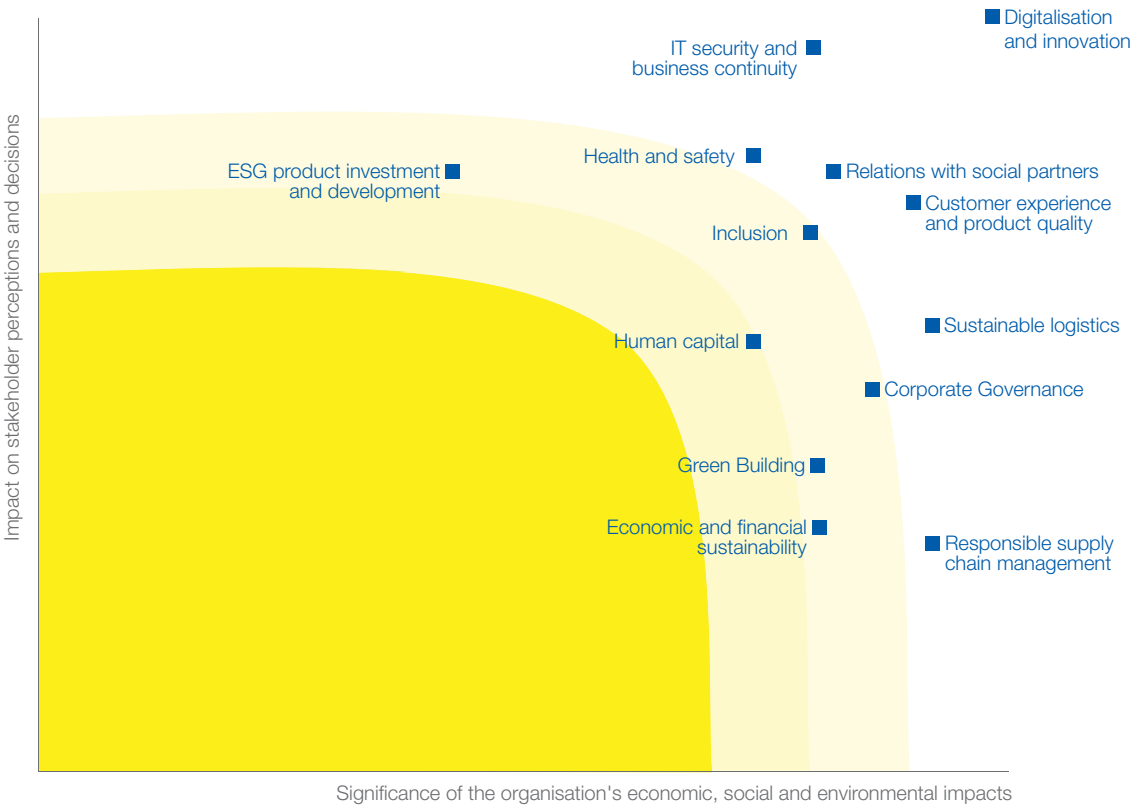 Digitalisation
and innovation
IT security and
business continuity
Impact on stakeholder perceptions and decisions
Health and safety
ESG product investment
and development
Relations with social partners
Customer experience
and product quality
Inclusion
Sustainable logistics
Human capital
Corporate Governance
Green Building
Economic and financial
sustainability
Responsible supply
chain management
Significance of the organisation's economic, social and environmental impacts